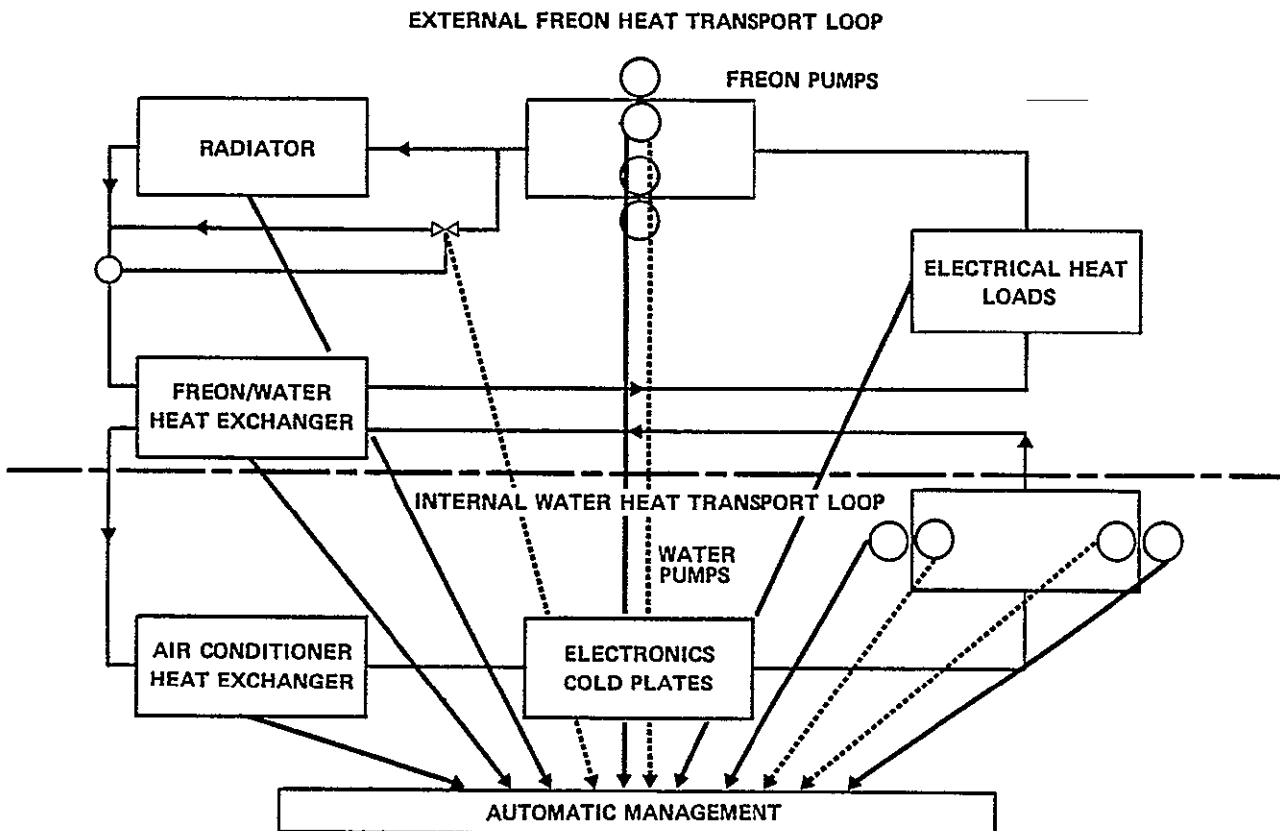 EXTERNAL FREON HEAT TRANSPORT LOOP
FREON PUMPS
RADIATOR
ELECTRICAL HEAT
LOADS
FREON/WATER
HEAT EXCHANGER
INTERNAL WATER HEAT TRANSPORT LOOP
WATER
PUMPS
AIR CONDITIONER
HEAT EXCHANGER
ELECTRONICS
COLD PLATES
AUTOMATIC MANAGEMENT